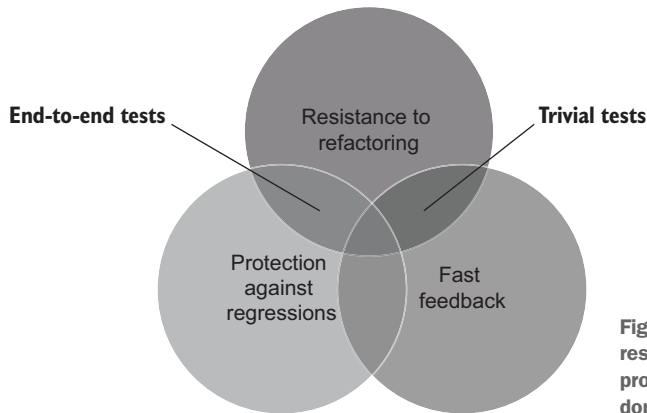 End-to-end tests
Resistance to
refactoring
Trivial tests
Protection
against
regressions
Fast
feedback
Fig
res
pro
dor